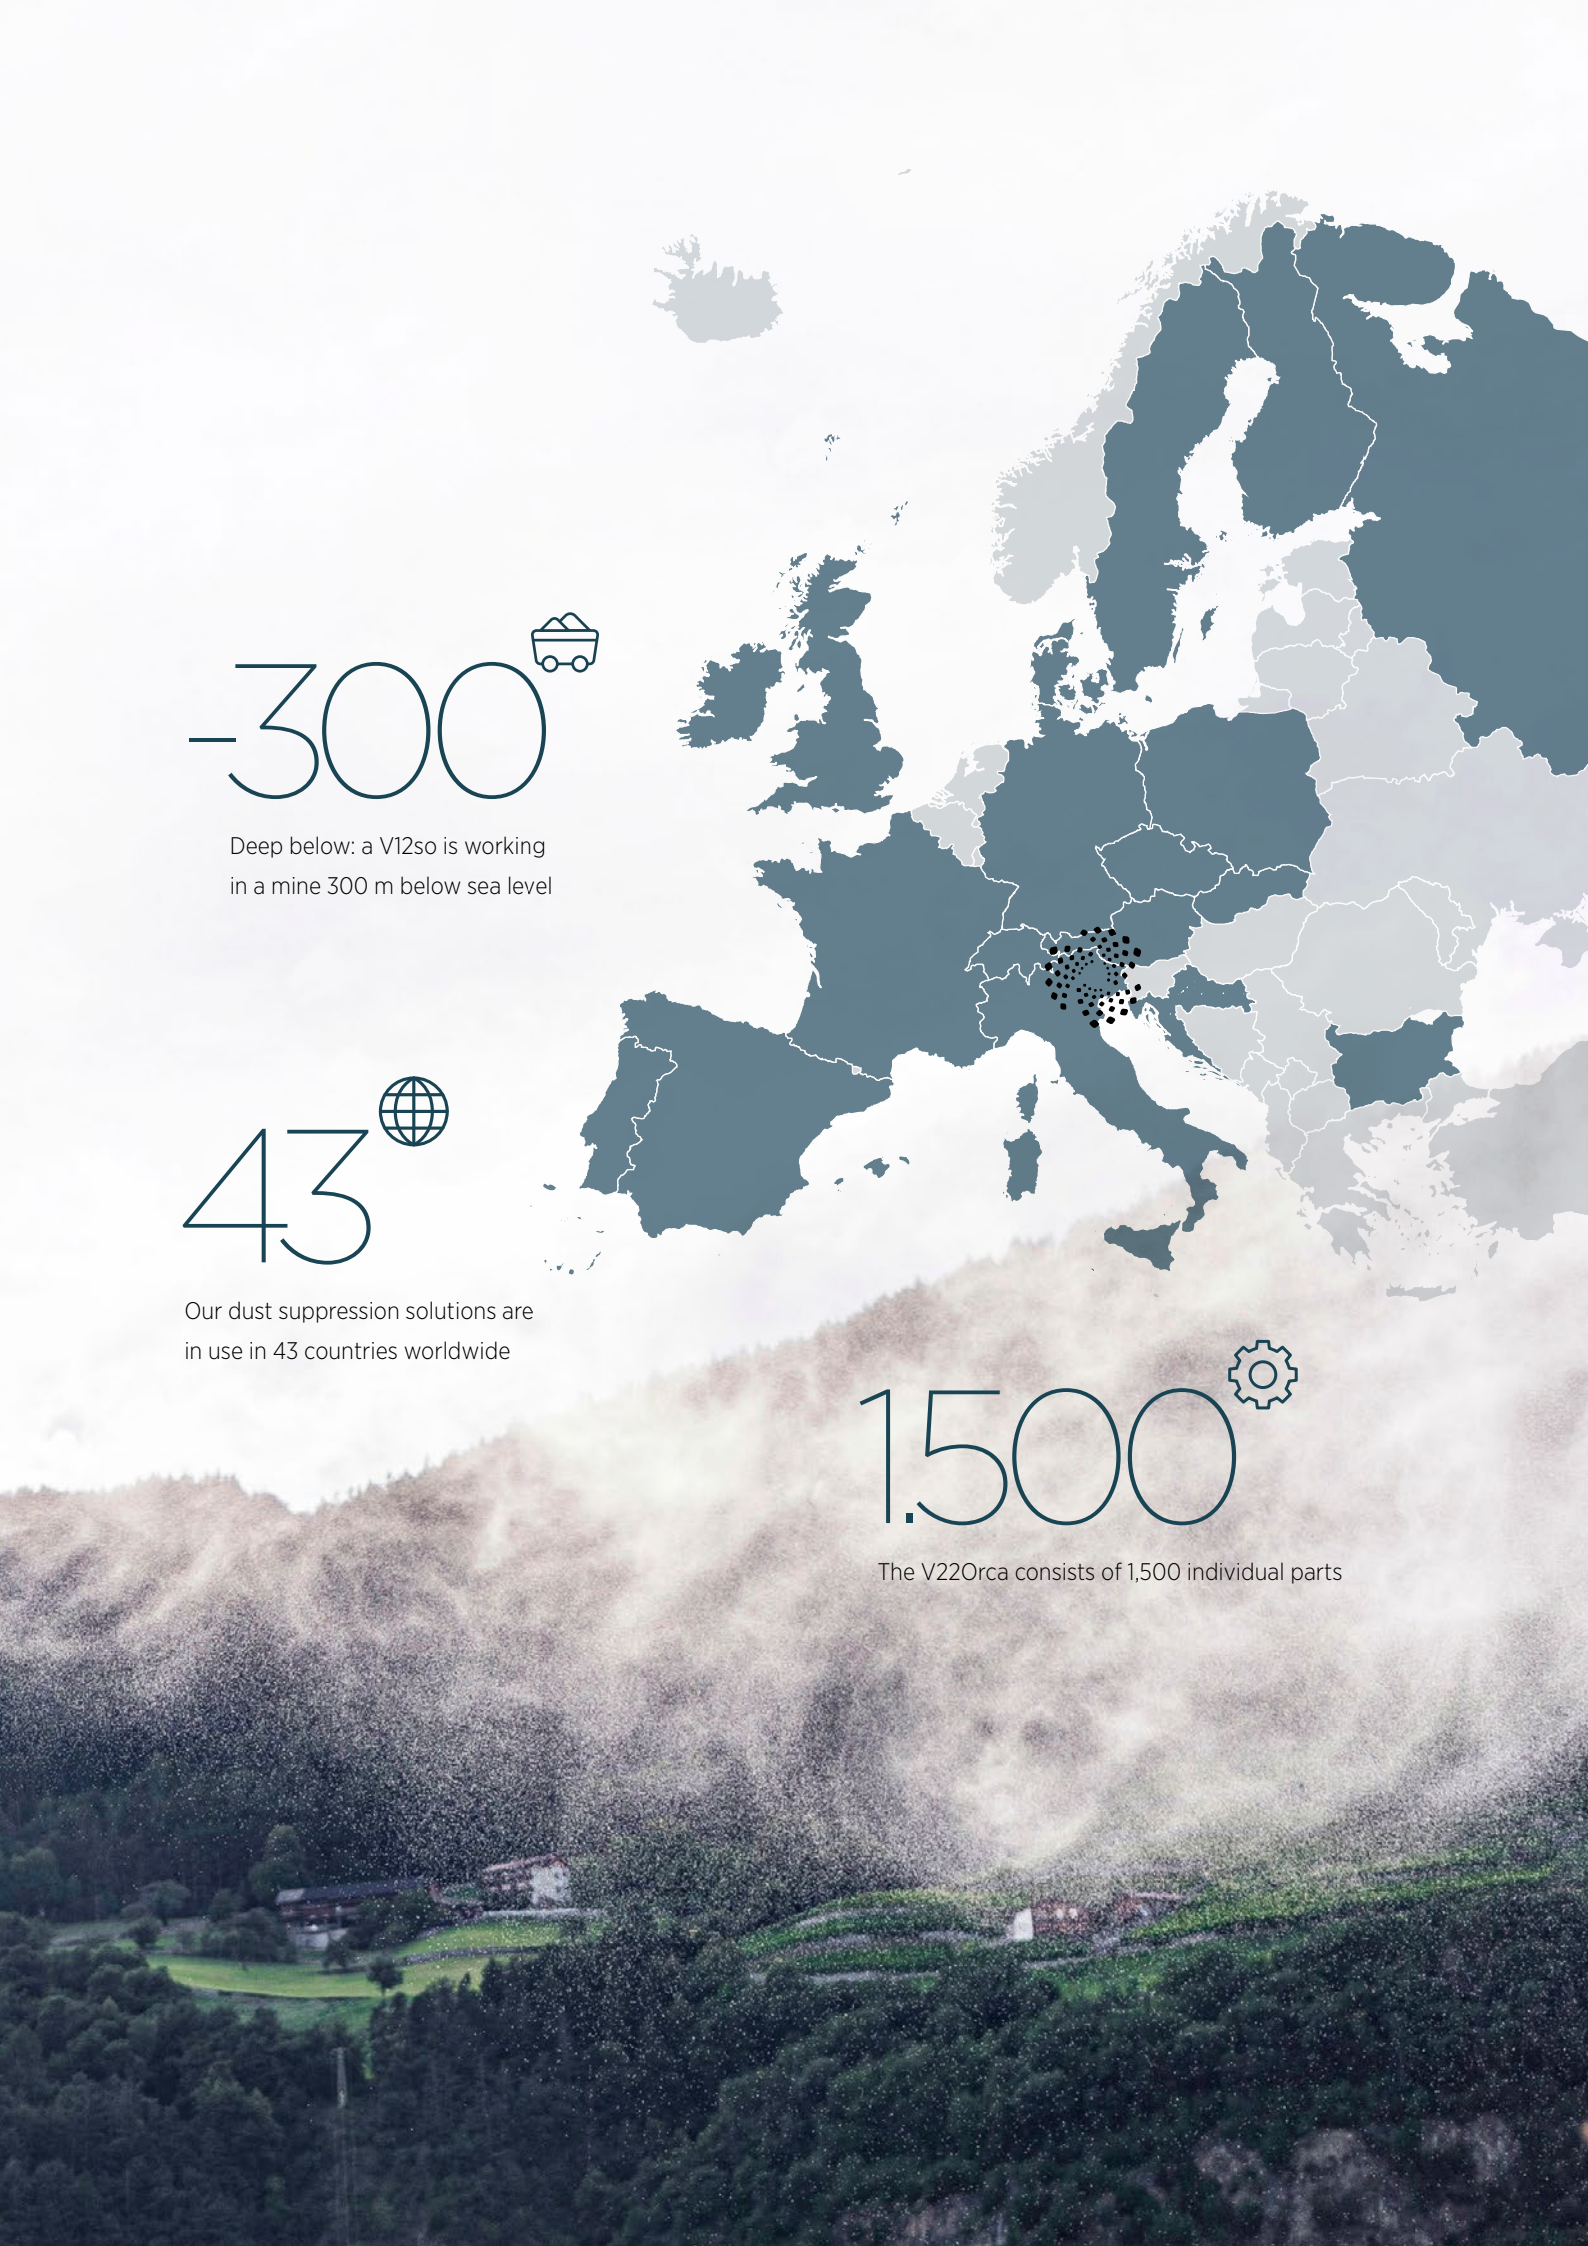 -300
Deep below: a V12so is working
in a mine 300 m below sea level
43
Our dust suppression solutions are
in use in 43 countries worldwide
1.500
The V22Orca consists of 1,500 individual parts